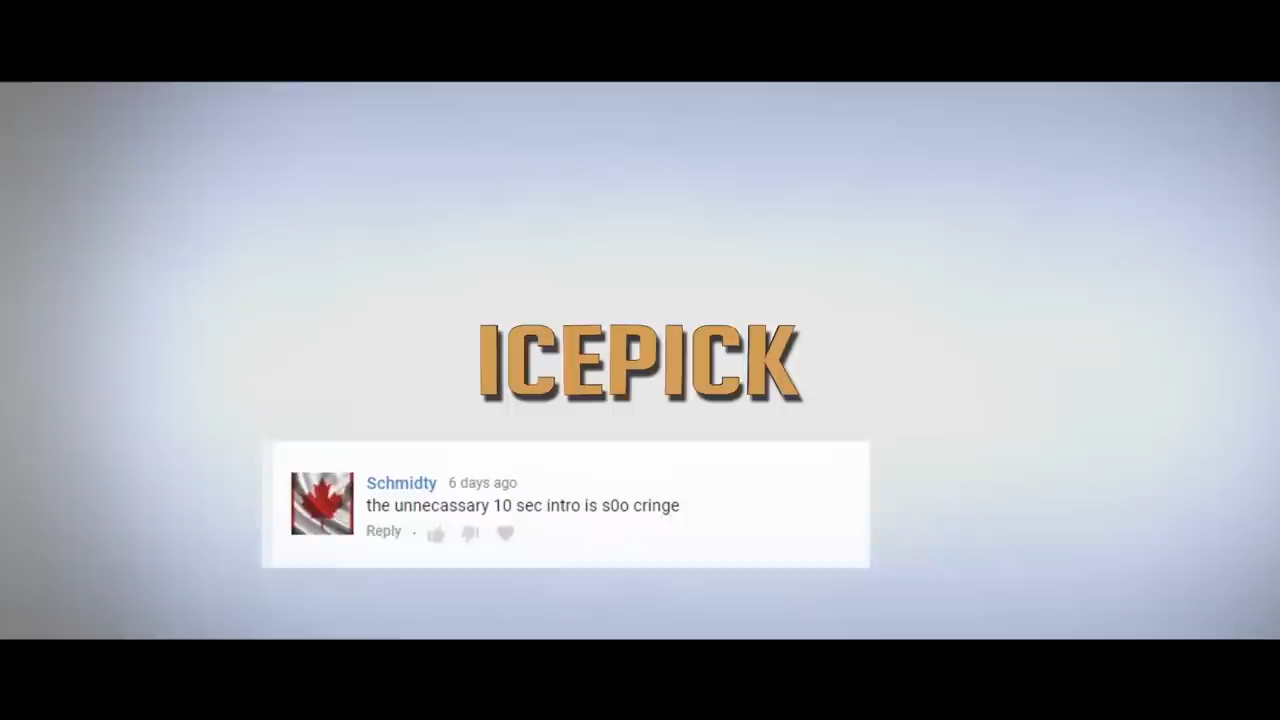 ICEPICK
Schmidty 6 days ago
the unnecassary 10 sec intro is s0o cringe
Reply ·